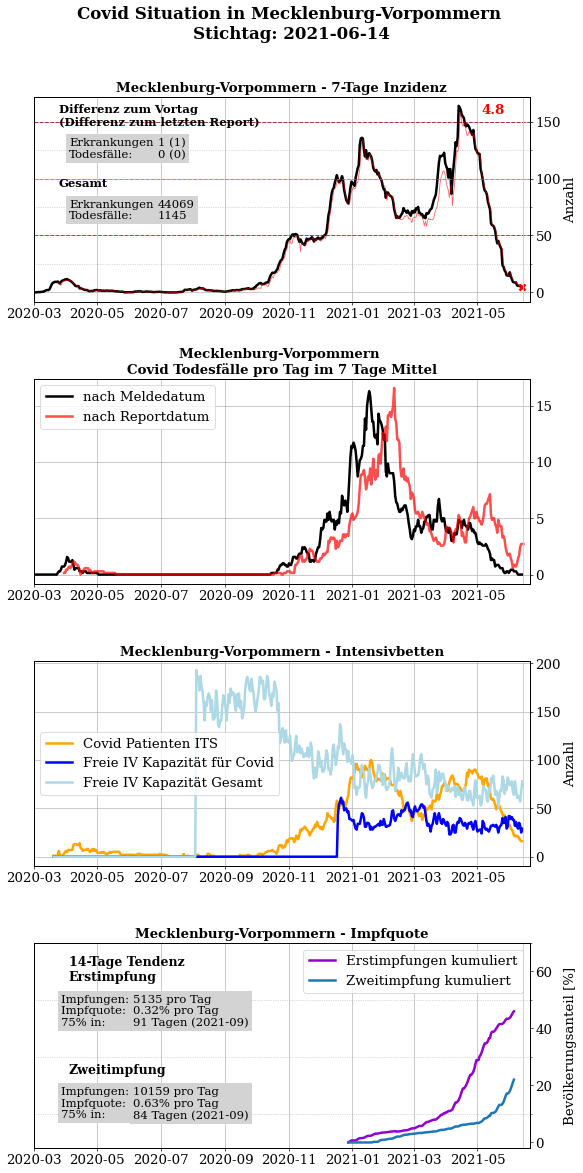 Covid Situation in Mecklenburg-Vorpommern
Stichtag: 2021-06-14
Mecklenburg-Vorpommern - 7-Tage Inzidenz
Differenz zum Vortag
(Differenz zum letzten Report)
Erkrankungen 1 (1)
Todesfälle: 0 (0)
Gesamt
Erkrankungen 44069
Todesfälle: 1145
4.8
150
100
50
0
Anzahl
2020-03 2020-05 2020-07 2020-09 2020-11 2021-01 2021-03 2021-05
Mecklenburg-Vorpommern
Covid Todesfälle pro Tag im 7 Tage Mittel
nach Meldedatum
nach Reportdatum
15
10
5
0
2020-03 2020-05 2020-07 2020-09 2020-11 2021-01 2021-03 2021-05
Mecklenburg-Vorpommern - Intensivbetten
Covid Patienten ITS
Freie IV Kapazität für Covid
Freie IV Kapazität Gesamt
200
150
100
50
0
Anzahl
2020-03 2020-05 2020-07 2020-09 2020-11 2021-01 2021-03 2021-05
Mecklenburg-Vorpommern - Impfquote
14-Tage Tendenz
Erstimpfung
Impfungen: 5135 pro Tag
Impfquote: 0.32% pro Tag
75% in: 91 Tagen (2021-09)
Zweitimpfung
Impfungen: 10159 pro Tag
Impfquote: 0.63% pro Tag
75% in: 84 Tagen (2021-09)
Erstimpfungen kumuliert
Zweitimpfung kumuliert
60
40
20
0
Bevölkerungsanteil [%]
2020-03 2020-05 2020-07 2020-09 2020-11 2021-01 2021-03 2021-05